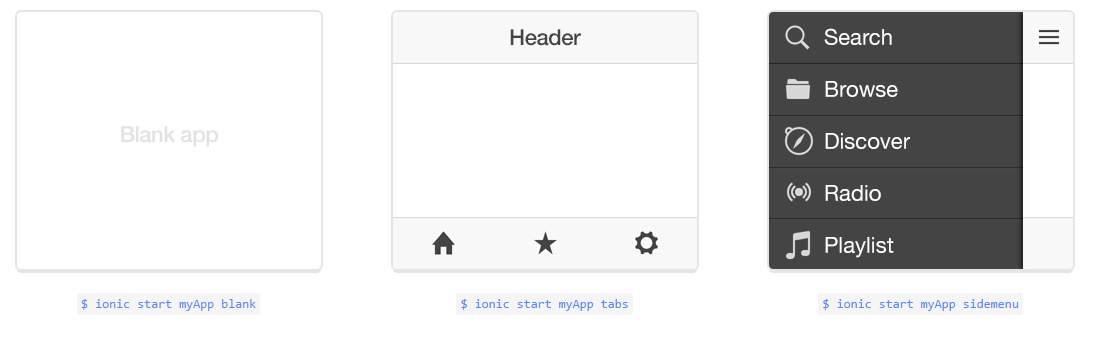 Blank app
$ ionic start myApp blank
Header
$ ionic start myApp tabs
Search
Browse
Discover
Radio
Playlist
$ ionic start myApp sidemenu